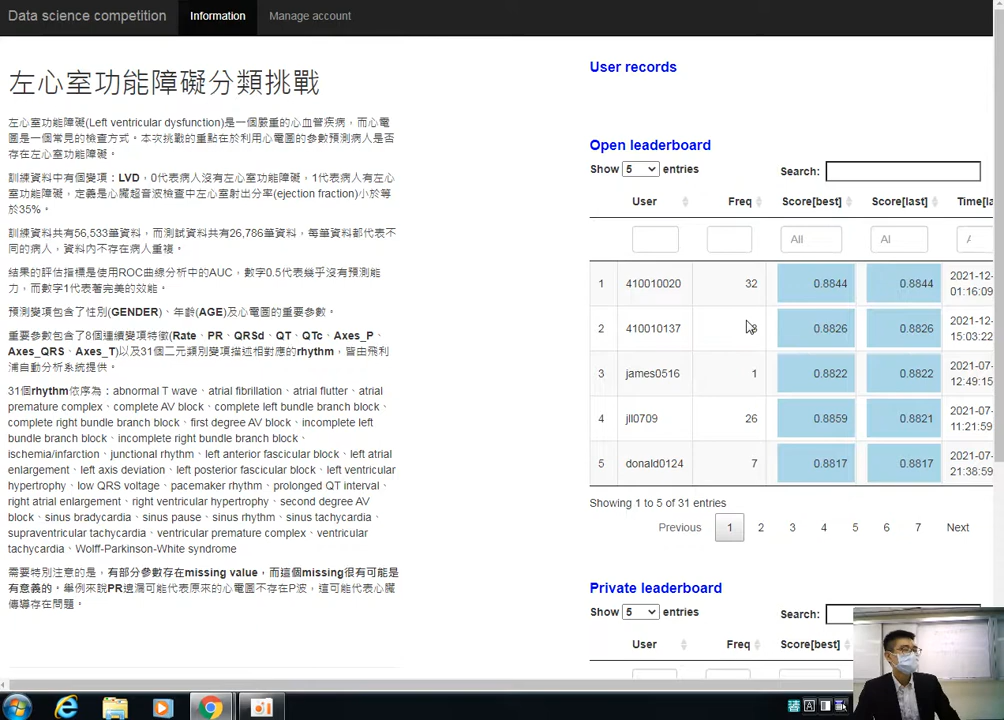 Data science competition Information Manage account
左心室功能障礙分類挑戰
左心室功能障礙(Left ventricular dysfunction)是一個嚴重的心血管疾病，而心電
圖是一個常見的檢查方式。本次挑戰的重點在於利用心電圖的參數預測病人是否
存在左心室功能障礙。
訓練資料中有個變項：LVD，0代表病人沒有左心室功能障礙，1代表病人有左心
室功能障礙，定義是心臟超音波檢查中左心室射出分率(ejection fraction)小於等
於35%。
訓練資料共有56,533筆資料，而測試資料共有26,786筆資料，每筆資料都代表不
同的病人，資料內不存在病人重複。
結果的評估指標是使用ROC曲線分析中的AUC，數字0.5代表幾乎沒有預測能
力，而數字1代表著完美的效能。
預測變項包含了性別(GENDER)、年齡(AGE)及心電圖的重要參數。
重要參數包含了8個連續變項特徵(Rate、PR、QRSd、QT、QTc、Axes_P、
Axes_QRS、Axes_T)以及31個二元類別變項描述相對應的rhythm，皆由飛利
浦自動分析系統提供。
31個rhythm依序為：abnormal T wave、atrial fibrillation、atrial flutter、atrial
premature complex、complete AV block、complete left bundle branch block、
complete right bundle branch block、first degree AV block、incomplete left
bundle branch block、incomplete right bundle branch block、
ischemia/infarction、junctional rhythm、left anterior fascicular block、left atrial
enlargement、left axis deviation、left posterior fascicular block、left ventricular
hypertrophy、low QRS voltage、pacemaker rhythm、prolonged QT interval、
right atrial enlargement、right ventricular hypertrophy、second degree AV
block、sinus bradycardia、sinus pause、sinus rhythm、sinus tachycardia、
supraventricular tachycardia、ventricular premature complex、ventricular
tachycardia、Wolff-Parkinson-White syndrome
需要特別注意的是，有部分參數存在missing value，而這個missing很有可能是
有意義的。舉例來說PR遺漏可能代表原來的心電圖不存在P波，這可能代表心臟
傳導存在問題。
User records
Open leaderboard
Show 5 entries Search:
User Freq Score[best] Score[last] Time[la
All Al A
1 410010020 32 0.8844 0.8844 2021-12-
01:16:09
2 410010137 0.8826 0.8826 2021-12-
15:03:22
3 james0516 1 0.8822 0.8822 2021-07-
12:49:15
4 jll0709 26 0.8859 0.8821 2021-07-
11:21:59
5 donald0124 7 0.8817 0.8817 2021-07-
21:38:59
Showing 1 to 5 of 31 entries
Previous 1 2 3 4 5 6 7 Next
Private leaderboard
Show 5 entries Search:
User Freq Score[best]